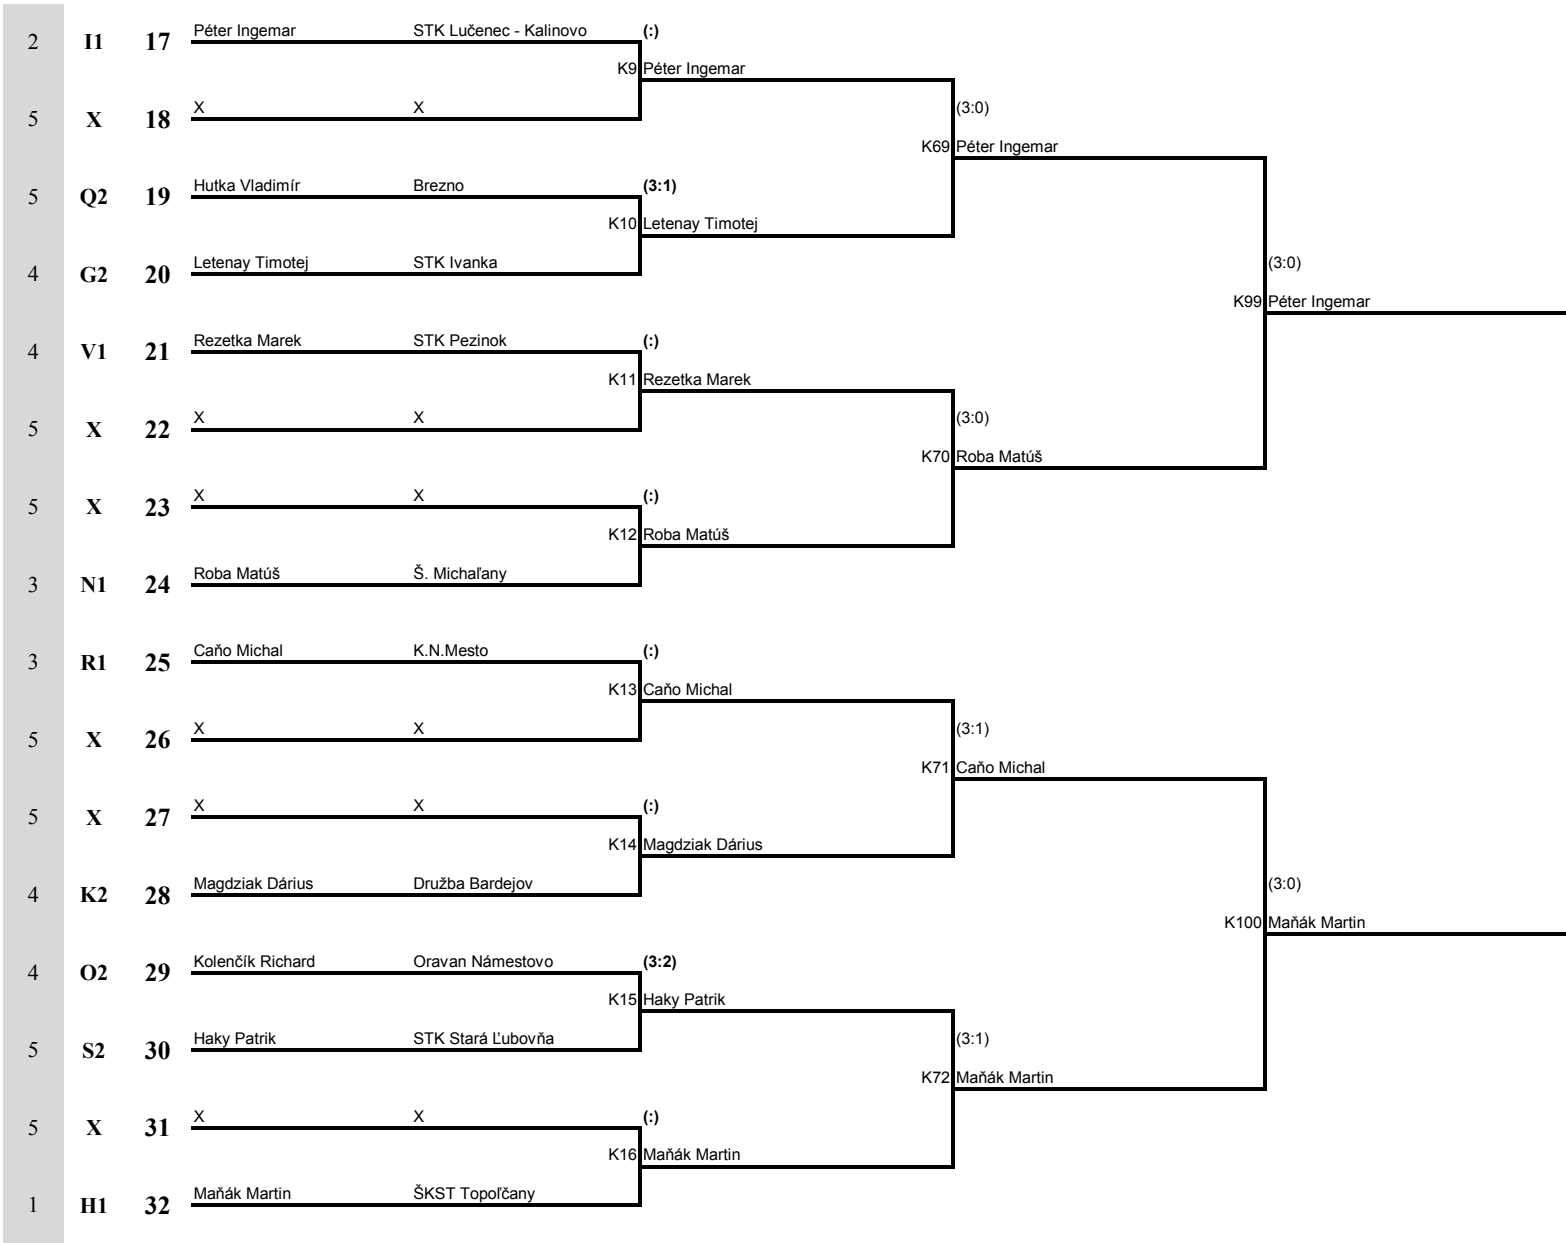 2 I1 17 Péter Ingemar STK Lučenec - Kalinovo (:)
K9 Péter Ingemar
5 X 18 X X (3:0)
K69 Péter Ingemar
5 Q2 19 Hutka Vladimír Brezno (3:1)
K10 Letenay Timotej
4 G2 20 Letenay Timotej STK Ivanka (3:0)
K99 Péter Ingemar
4 V1 21 Rezetka Marek STK Pezinok (:)
K11 Rezetka Marek
5 X 22 X X (3:0)
K70 Roba Matúš
5 X 23 X X (:)
K12 Roba Matúš
3 N1 24 Roba Matúš Š. Michaľany
3 R1 25 Caňo Michal K.N.Mesto (:)
K13 Caňo Michal
5 X 26 X X (3:1)
K71 Caňo Michal
5 X 27 X X (:)
K14 Magdziak Dárius
4 K2 28 Magdziak Dárius Družba Bardejov (3:0)
K100 Maňák Martin
4 O2 29 Kolenčík Richard Oravan Námestovo (3:2)
K15 Haky Patrik
5 S2 30 Haky Patrik STK Stará Ľubovňa (3:1)
K72 Maňák Martin
5 X 31 X X (:)
K16 Maňák Martin
1 H1 32 Maňák Martin ŠKST Topoľčany